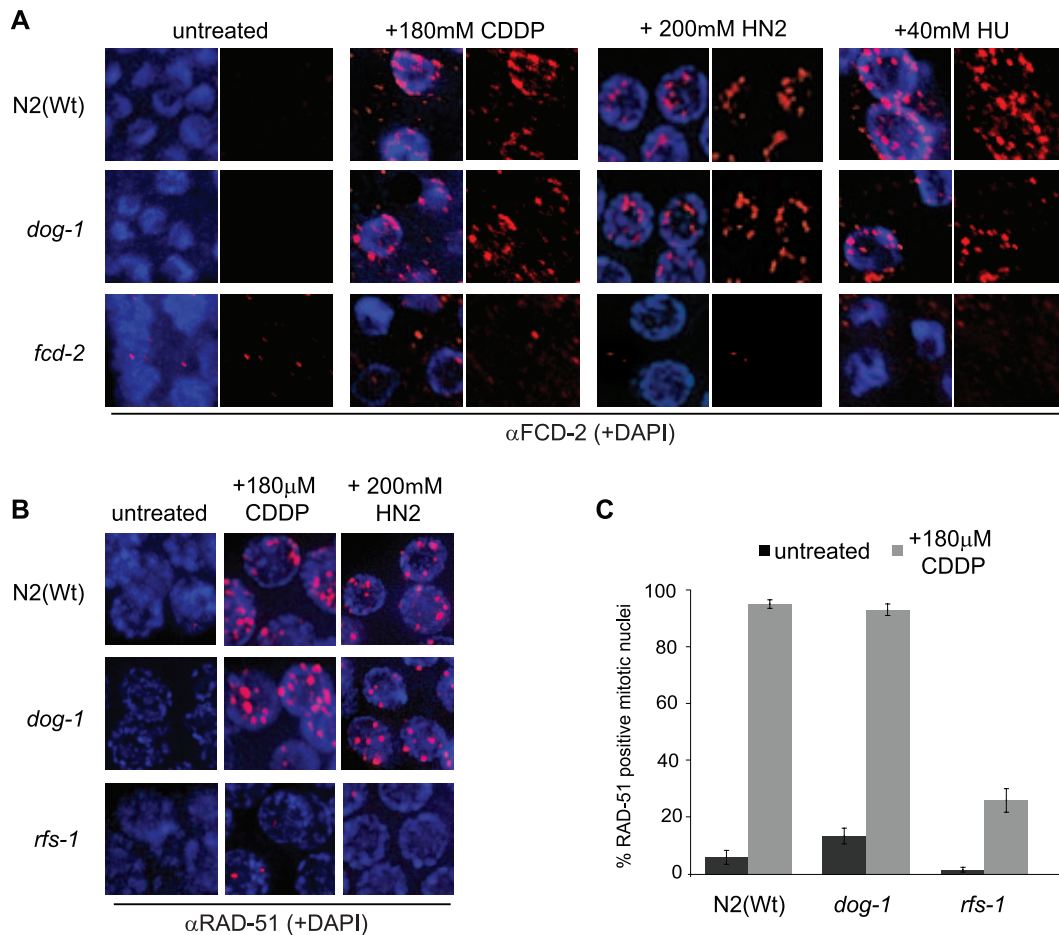 A
untreated +180mM CDDP + 200mM HN2 +40mM HU
N2(Wt)
dog-1
fcd-2
αFCD-2 (+DAPI)
B
untreated +180μM CDDP + 200mM HN2
N2(Wt)
dog-1
rfs-1
αRAD-51 (+DAPI)
C
untreated +180μM CDDP
% RAD-51 positive mitotic nuclei
100
80
60
40
20
0
N2(Wt) dog-1 rfs-1